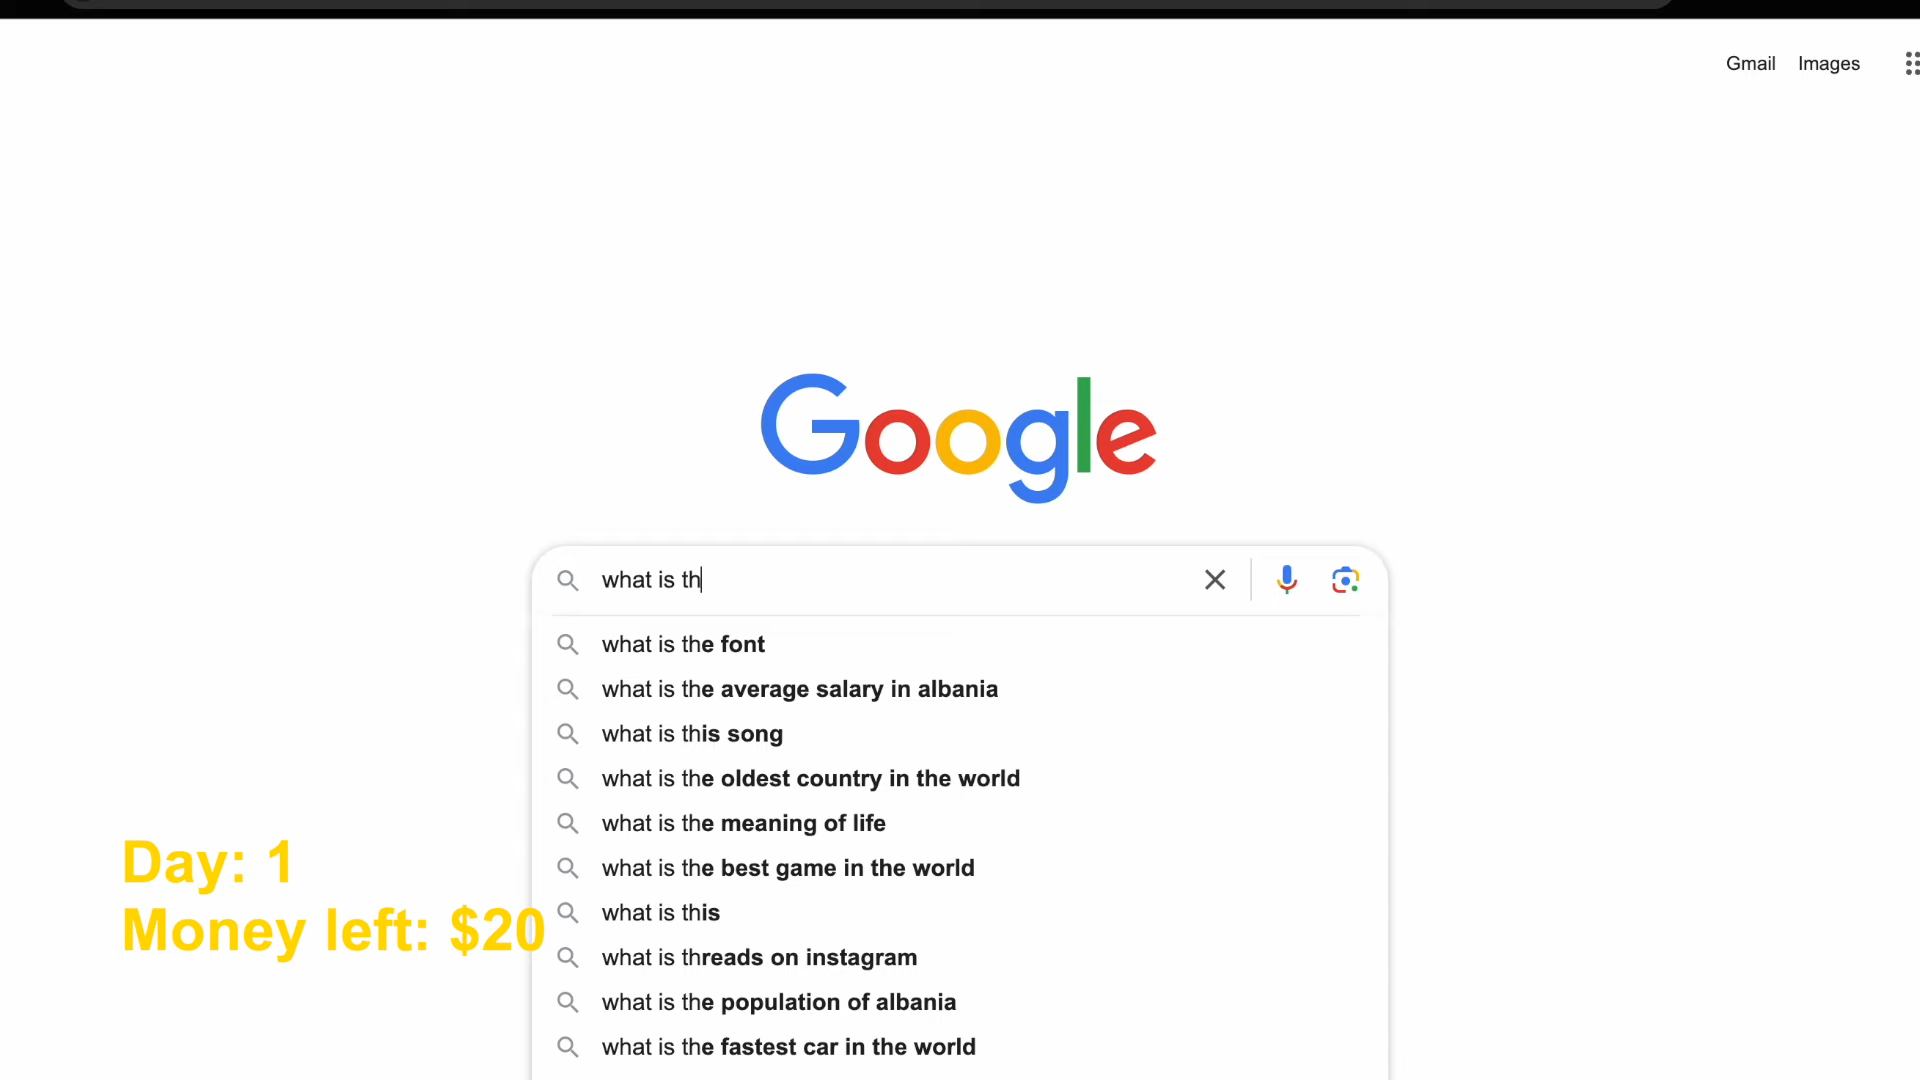 Gmail Images
Google
what is th
what is the font
what is the average salary in albania
what is this song
what is the oldest country in the world
what is the meaning of life
what is the best game in the world
what is this
what is threads on instagram
what is the population of albania
what is the fastest car in the world
Day: 1
Money left: $20